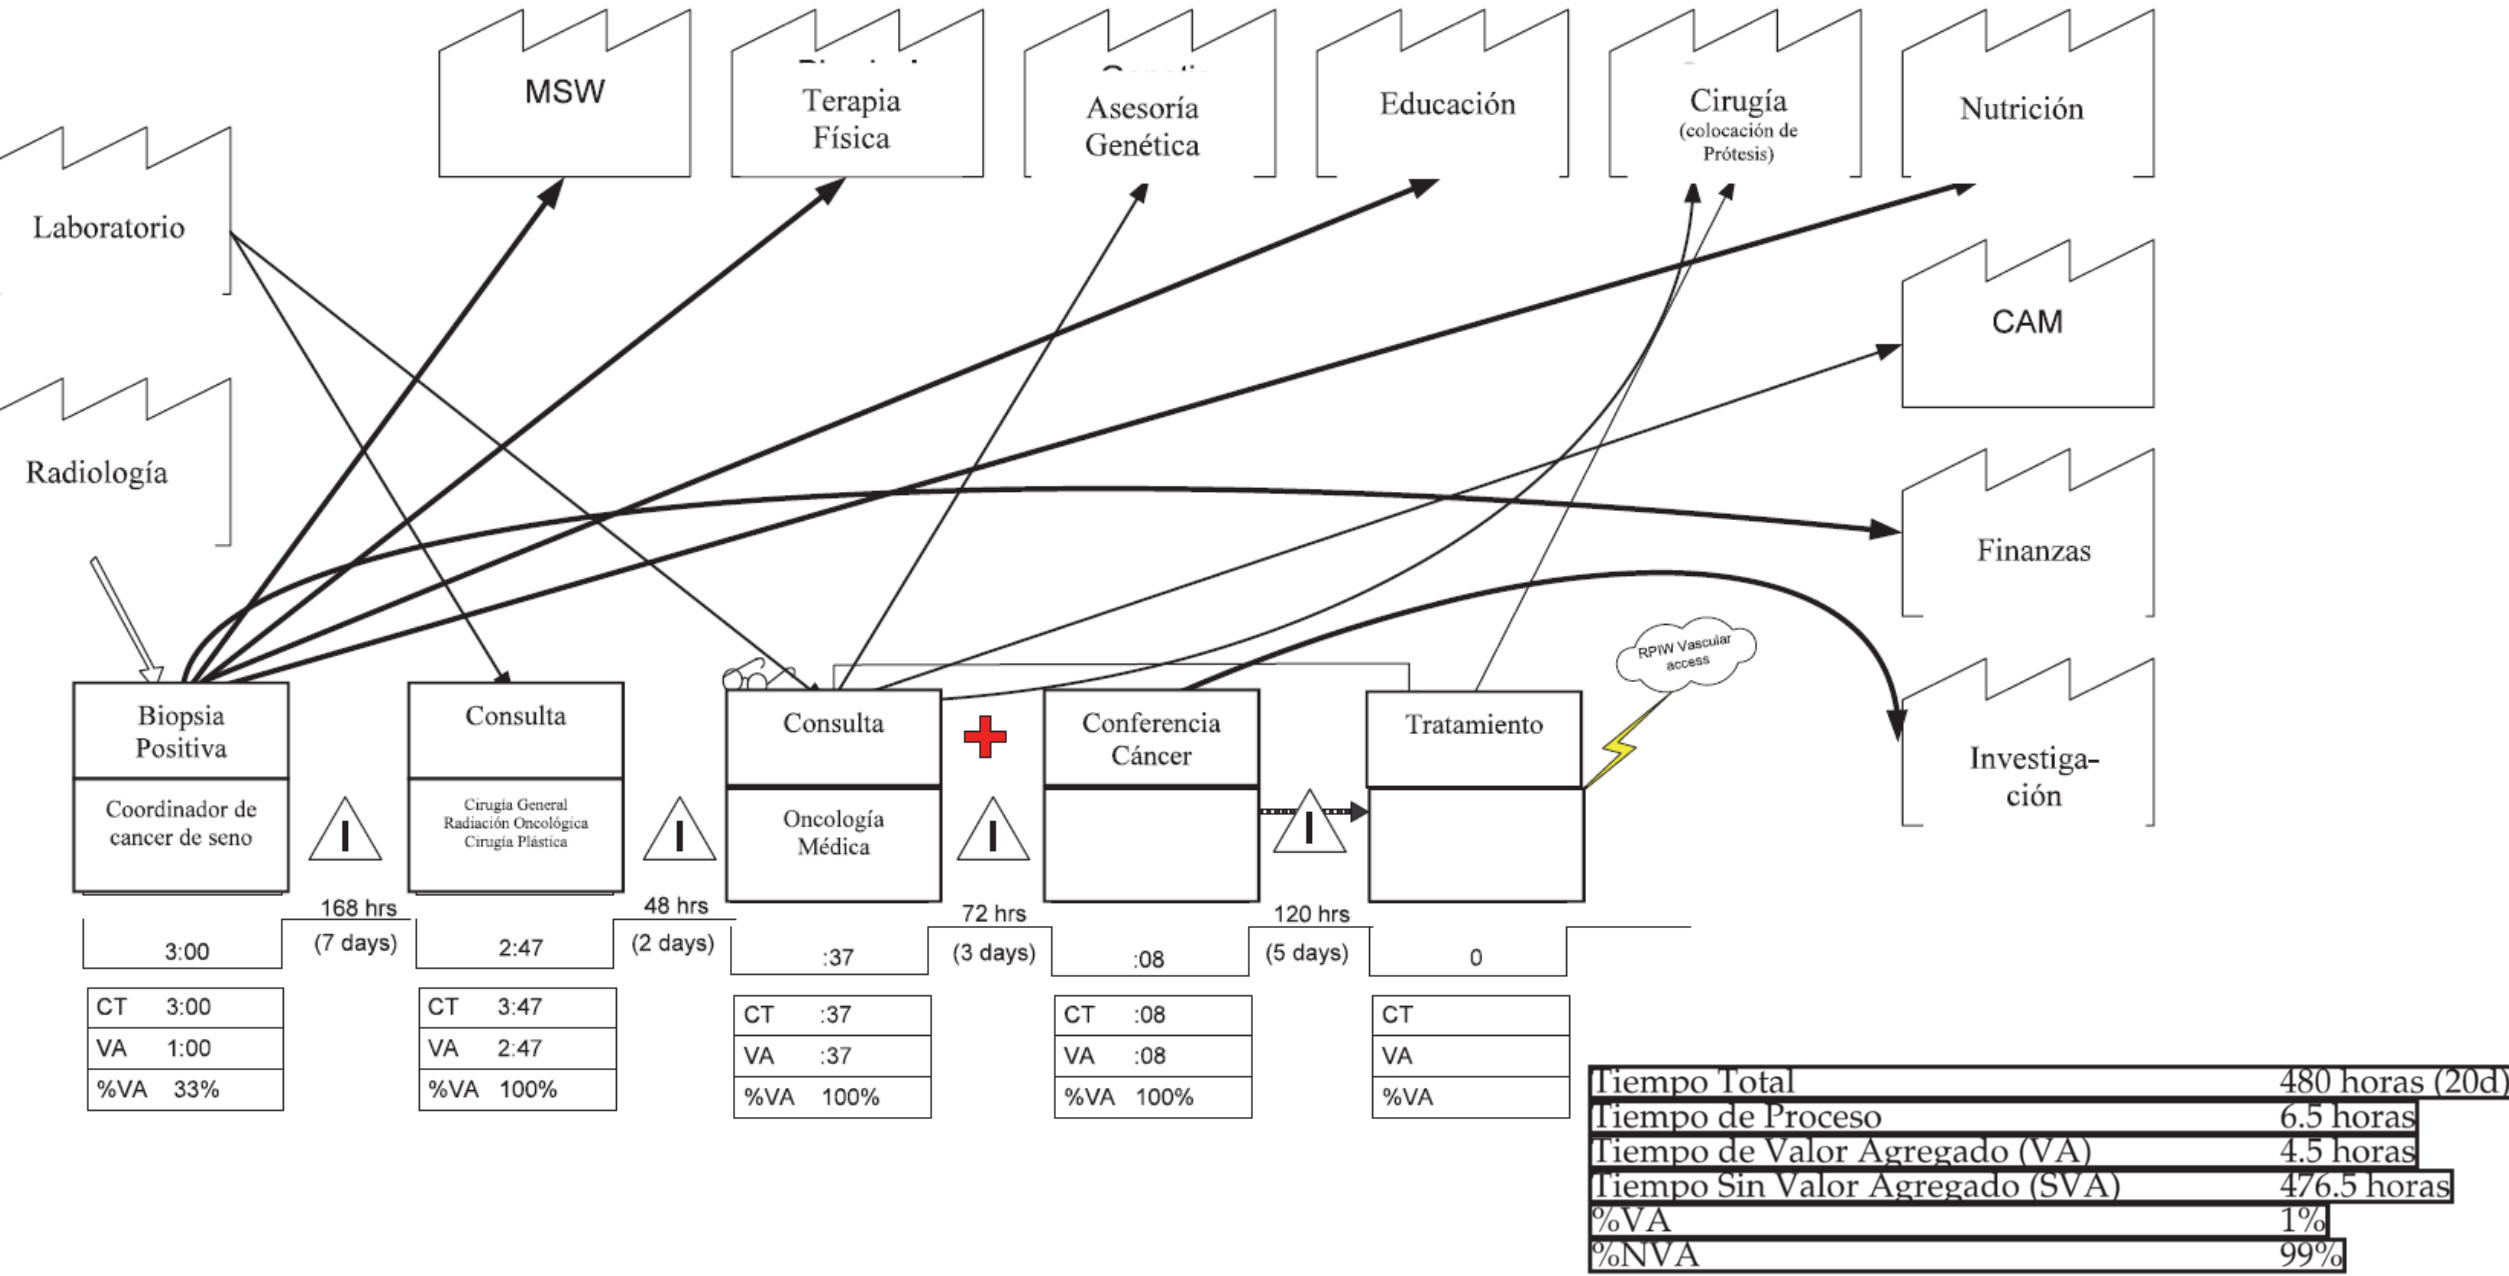 MSW
Terapia
Física
Asesoría
Genética
Educación
Cirugía
(colocación de
Prótesis)
Nutrición
Laboratorio
CAM
Radiología
Finanzas
RPIW Vascular
access
Investiga-
ción
Biopsia
Positiva
Coordinador de
cancer de seno
Consulta
Cirugía General
Radiación Oncológica
Cirugía Plástica
Consulta
Oncología
Médica
Conferencia
Cáncer
Tratamiento
I
I
I
I
168 hrs
(7 days)
48 hrs
(2 days)
72 hrs
(3 days)
120 hrs
(5 days)
3:00
2:47
:37
:08
0
CT 3:00
VA 1:00
%VA 33%
CT 3:47
VA 2:47
%VA 100%
CT :37
VA :37
%VA 100%
CT :08
VA :08
%VA 100%
CT
VA
%VA
Tiempo Total 480 horas (20d)
Tiempo de Proceso 6.5 horas
Tiempo de Valor Agregado (VA) 4.5 horas
Tiempo Sin Valor Agregado (SVA) 476.5 horas
%VA 1%
%NVA 99%